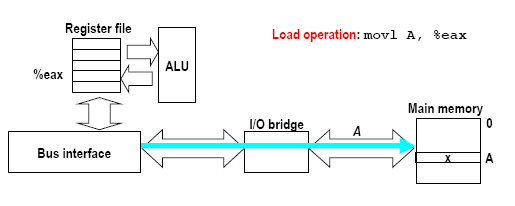 Register file
Load operation: movl A, %eax
ALU
%eax
Main memory
I/O bridge
0
A
Bus interface
x
A